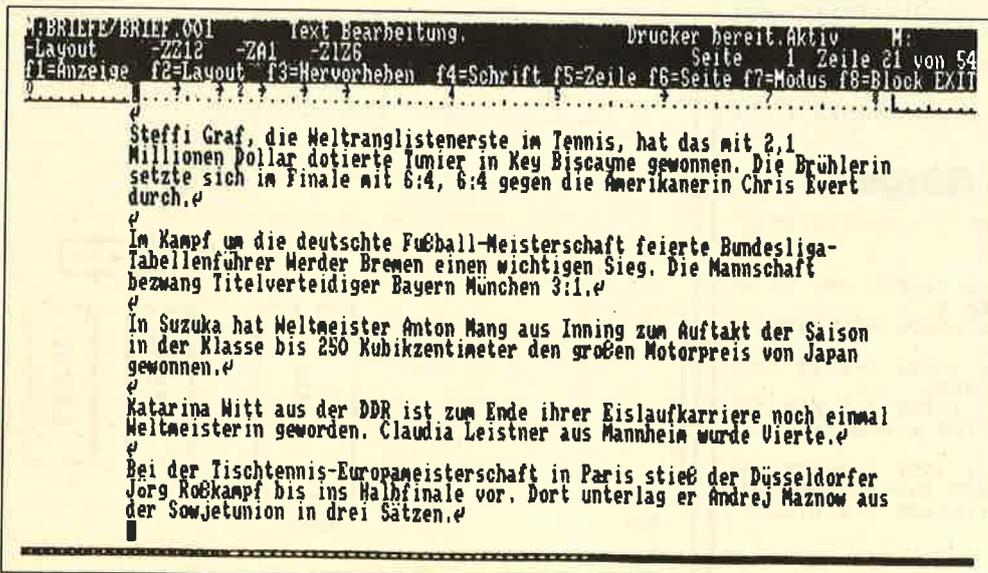 M:BRIEFE/BRIEF.001 Text Bearbeitung. Drucker bereit.Aktiv M:
-Layout -ZZ12 -ZA1 -Z1Z6 Seite 1 Zeile 21 von 54
f1=Anzeige f2=Layout f3=Hervorheben f4=Schrift f5=Zeile f6=Seite f7=Modus f8=Block EXIT
Steffi Graf, die Weltranglistenerste im Tennis, hat das mit 2,1
Millionen Dollar dotierte Tunier in Key Biscayne gewonnen. Die Brühlerin
setzte sich im Finale mit 6:4, 6:4 gegen die Amerikanerin Chris Evert
durch.
Im Kampf um die deutschte Fußball-Meisterschaft feierte Bundesliga-
Tabellenführer Werder Bremen einen wichtigen Sieg. Die Mannschaft
bezwang Titelverteidiger Bayern München 3:1.
In Suzuka hat Weltmeister Anton Mang aus Inning zum Auftakt der Saison
in der Klasse bis 250 Kubikzentimeter den großen Motorpreis von Japan
gewonnen.
Katarina Witt aus der DDR ist zum Ende ihrer Eislaufkarriere noch einmal
Weltmeisterin geworden. Claudia Leistner aus Mannheim wurde Vierte.
Bei der Tischtennis-Europameisterschaft in Paris stieß der Düsseldorfer
Jörg Roßkampf bis ins Halbfinale vor. Dort unterlag er Andrej Maznow aus
der Sowjetunion in drei Sätzen.